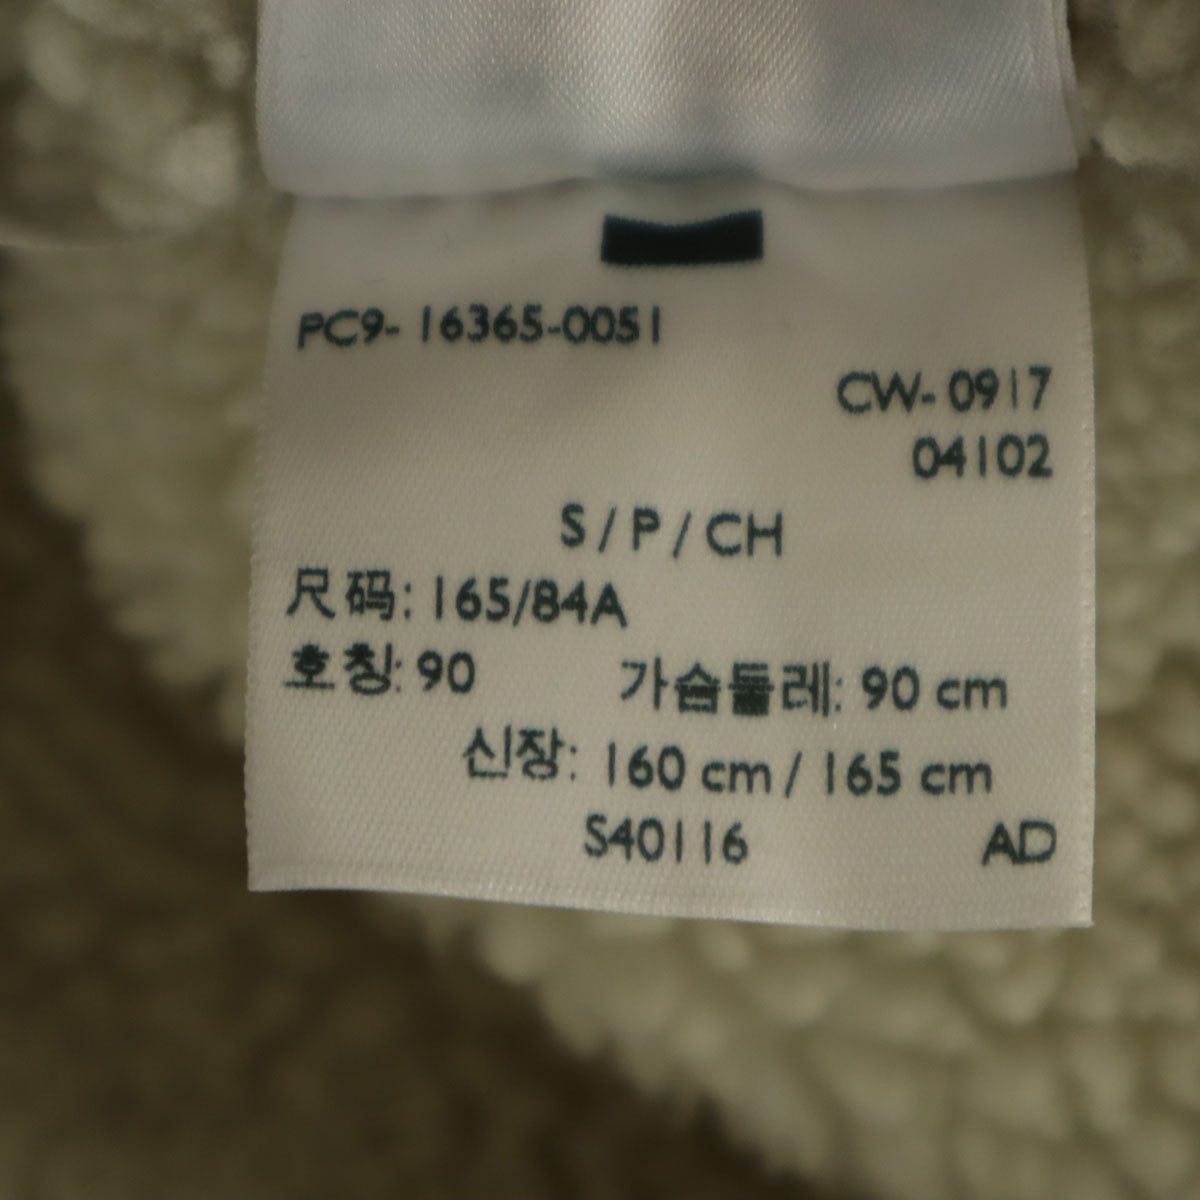 PC9-16365-0051
CW-0917
04102
S / P / CH
尺码: 165/84A
호칭: 90 가슴둘레: 90 cm
신장: 160 cm / 165 cm
S40116 AD